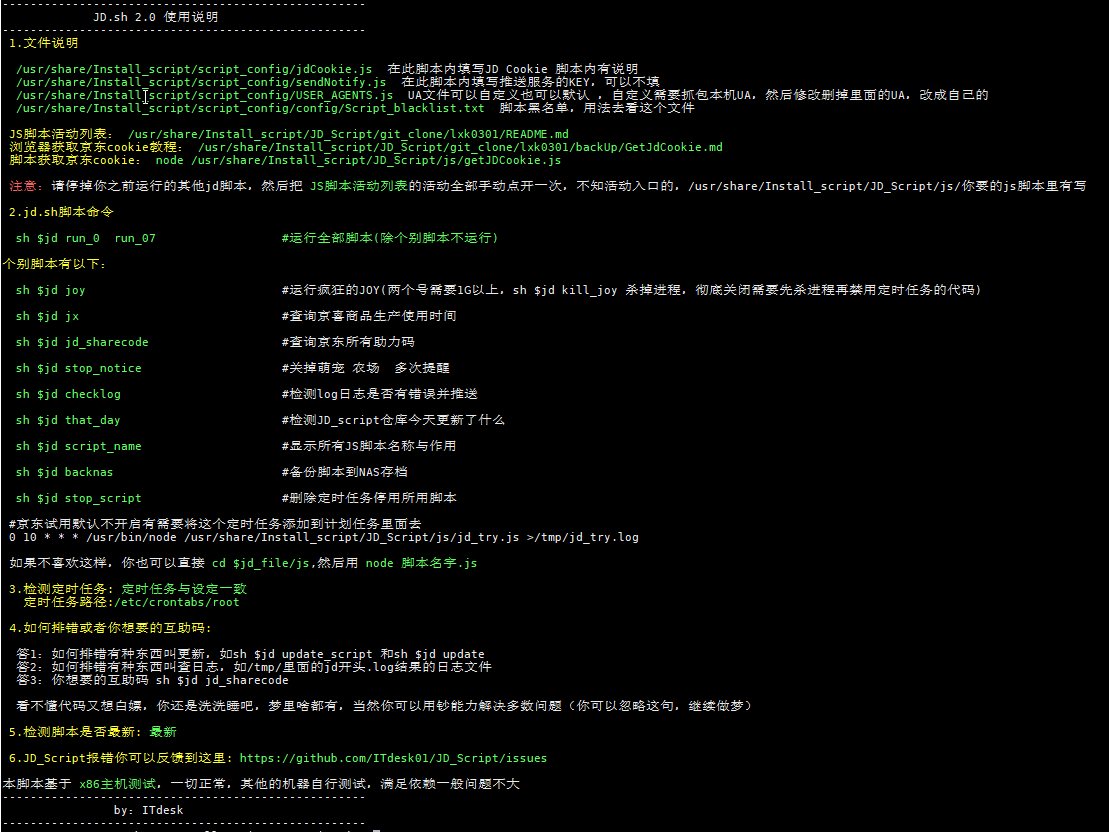 ---------------------------------------------------
JD.sh 2.0 使用说明
---------------------------------------------------
1.文件说明
/usr/share/Install_script/script_config/jdCookie.js 在此脚本内填写JD Cookie 脚本内有说明
/usr/share/Install_script/script_config/sendNotify.js 在此脚本内填写推送服务的KEY，可以不填
/usr/share/Install_script/script_config/USER_AGENTS.js UA文件可以自定义也可以默认 ，自定义需要抓包本机UA，然后修改删掉里面的UA，改成自己的
/usr/share/Install_script/script_config/config/Script_blacklist.txt 脚本黑名单，用法去看这个文件
JS脚本活动列表： /usr/share/Install_script/JD_Script/git_clone/lxk0301/README.md
浏览器获取京东cookie教程： /usr/share/Install_script/JD_Script/git_clone/lxk0301/backUp/GetJdCookie.md
脚本获取京东cookie： node /usr/share/Install_script/JD_Script/js/getJDCookie.js
注意：请停掉你之前运行的其他jd脚本，然后把 JS脚本活动列表的活动全部手动点开一次，不知活动入口的，/usr/share/Install_script/JD_Script/js/你要的js脚本里有写
2.jd.sh脚本命令
sh $jd run_0 run_07 #运行全部脚本(除个别脚本不运行)
个别脚本有以下：
sh $jd joy #运行疯狂的JOY(两个号需要1G以上，sh $jd kill_joy 杀掉进程，彻底关闭需要先杀进程再禁用定时任务的代码)
sh $jd jx #查询京喜商品生产使用时间
sh $jd jd_sharecode #查询京东所有助力码
sh $jd stop_notice #关掉萌宠 农场 多次提醒
sh $jd checklog #检测log日志是否有错误并推送
sh $jd that_day #检测JD_script仓库今天更新了什么
sh $jd script_name #显示所有JS脚本名称与作用
sh $jd backnas #备份脚本到NAS存档
sh $jd stop_script #删除定时任务停用所用脚本
#京东试用默认不开启有需要将这个定时任务添加到计划任务里面去
0 10 * * * /usr/bin/node /usr/share/Install_script/JD_Script/js/jd_try.js >/tmp/jd_try.log
如果不喜欢这样，你也可以直接 cd $jd_file/js,然后用 node 脚本名字.js
3.检测定时任务: 定时任务与设定一致
定时任务路径:/etc/crontabs/root
4.如何排错或者你想要的互助码:
答1：如何排错有种东西叫更新，如sh $jd update_script 和sh $jd update
答2：如何排错有种东西叫查日志，如/tmp/里面的jd开头.log结果的日志文件
答3：你想要的互助码 sh $jd jd_sharecode
看不懂代码又想白嫖，你还是洗洗睡吧，梦里啥都有，当然你可以用钞能力解决多数问题（你可以忽略这句，继续做梦）
5.检测脚本是否最新: 最新
6.JD_Script报错你可以反馈到这里: https://github.com/ITdesk01/JD_Script/issues
本脚本基于 x86主机测试，一切正常，其他的机器自行测试，满足依赖一般问题不大
---------------------------------------------------
by: ITdesk
---------------------------------------------------